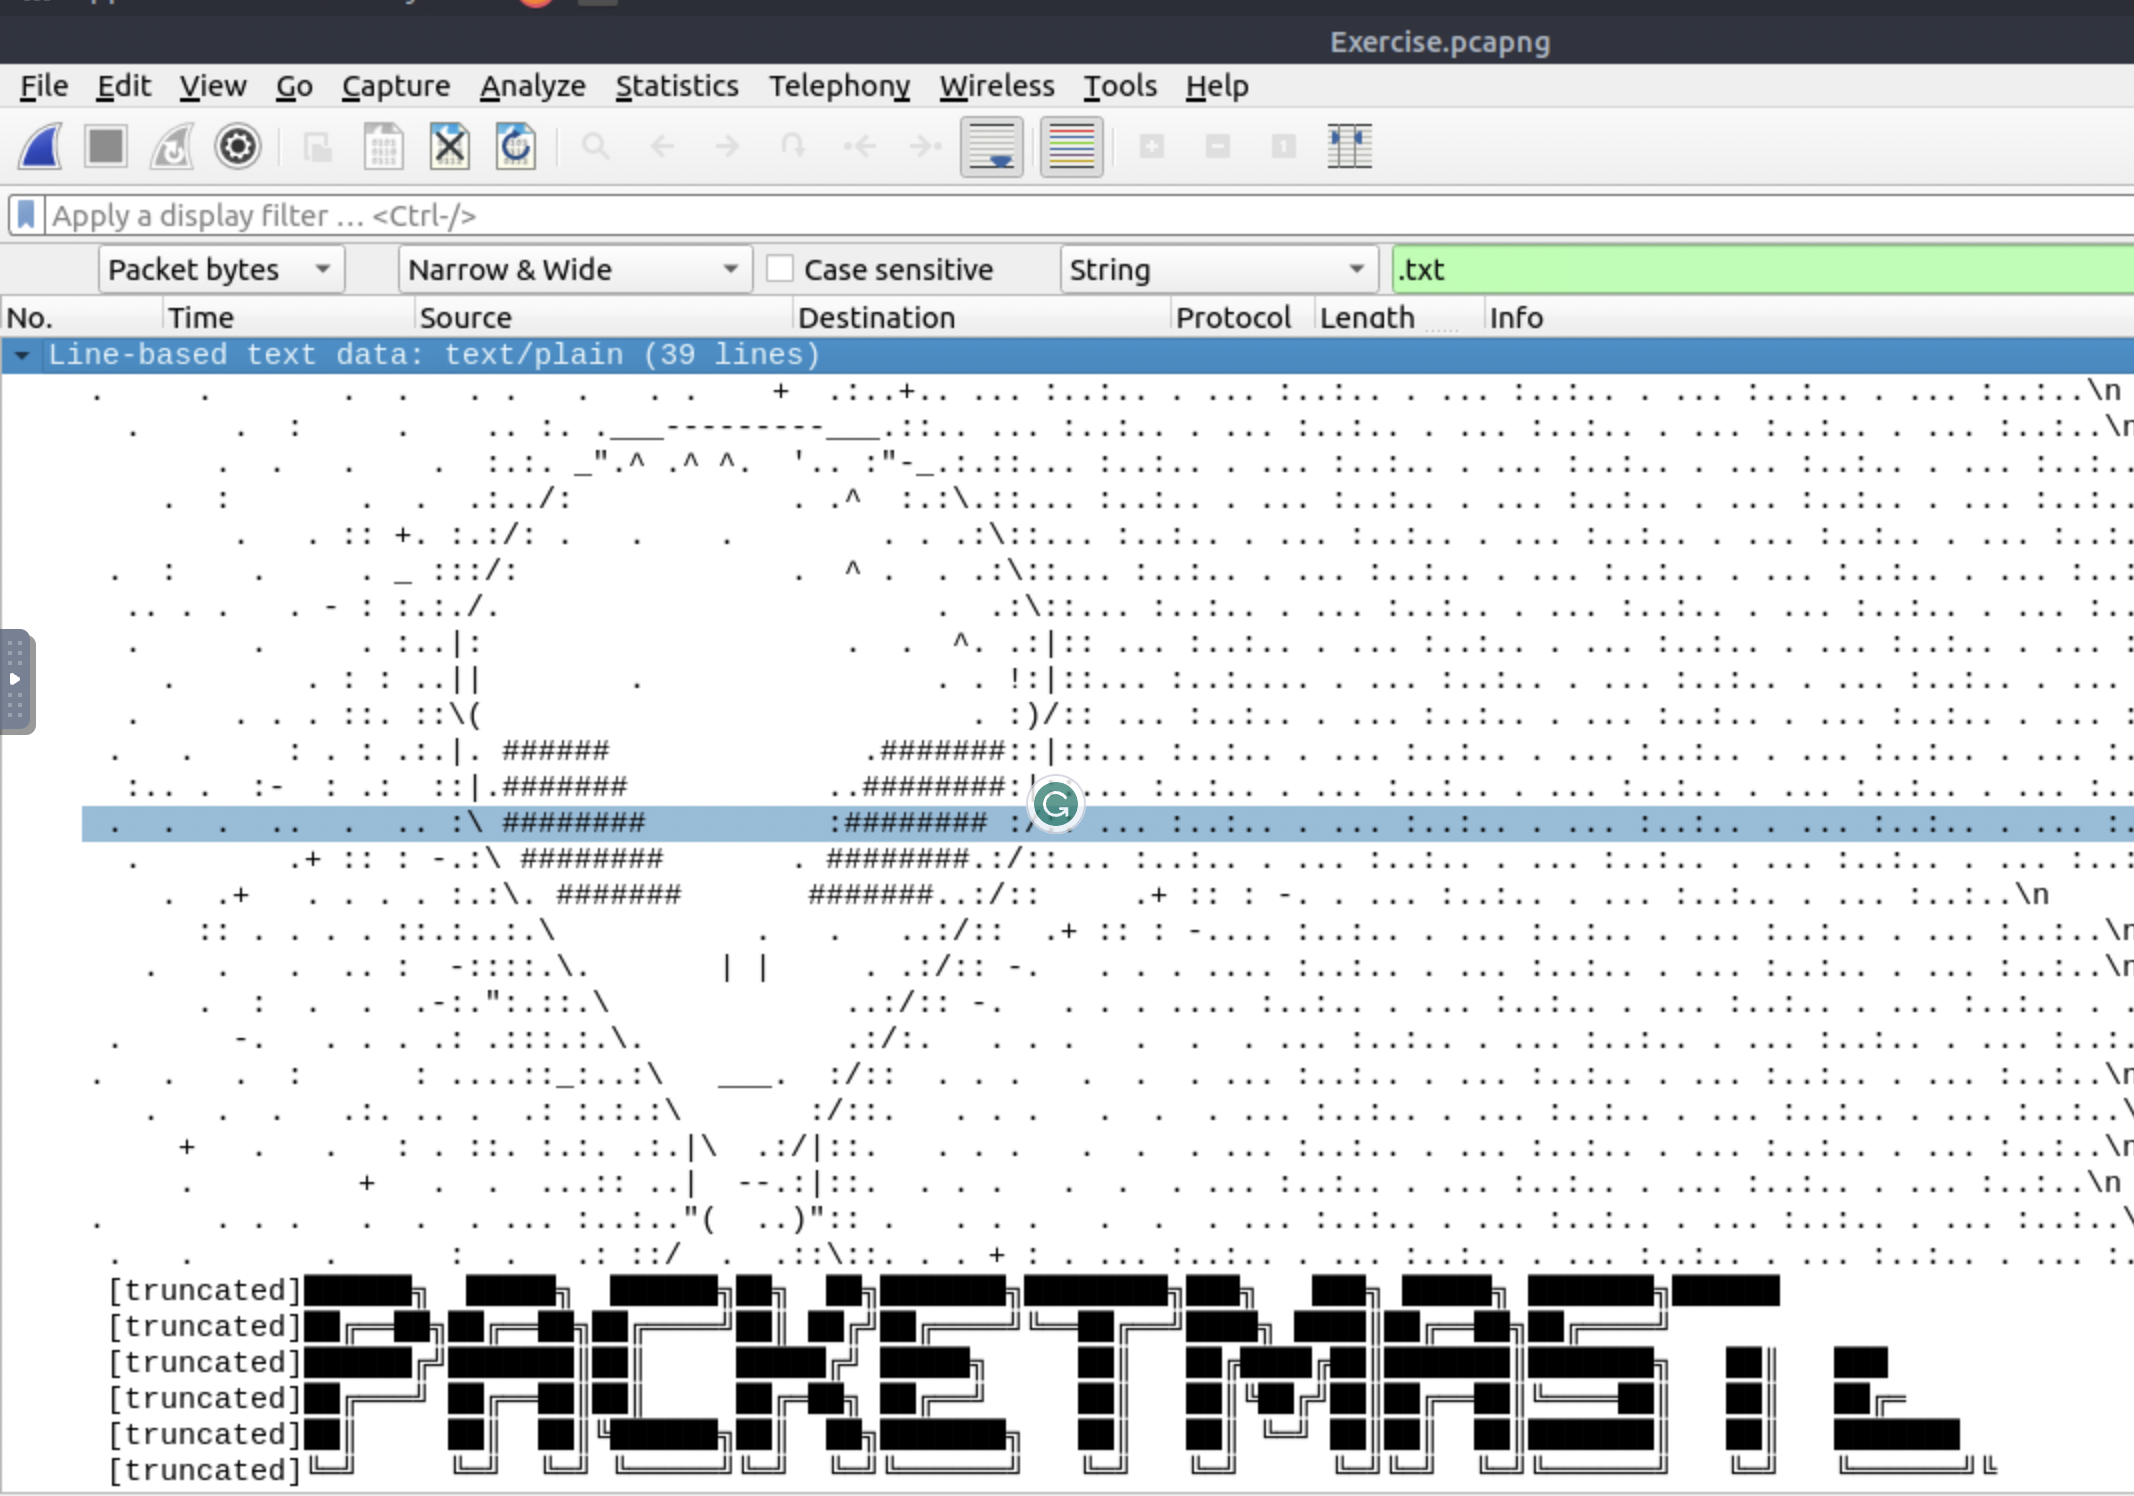 Exercise.pcapng
File Edit View Go Capture Analyze Statistics Telephony Wireless Tools Help
Apply a display filter … <Ctrl-/>
Packet bytes Narrow & Wide Case sensitive String .txt
No. Time Source Destination Protocol Length Info
Line-based text data: text/plain (39 lines)
[truncated]
[truncated]
[truncated]
[truncated]
[truncated]
[truncated]